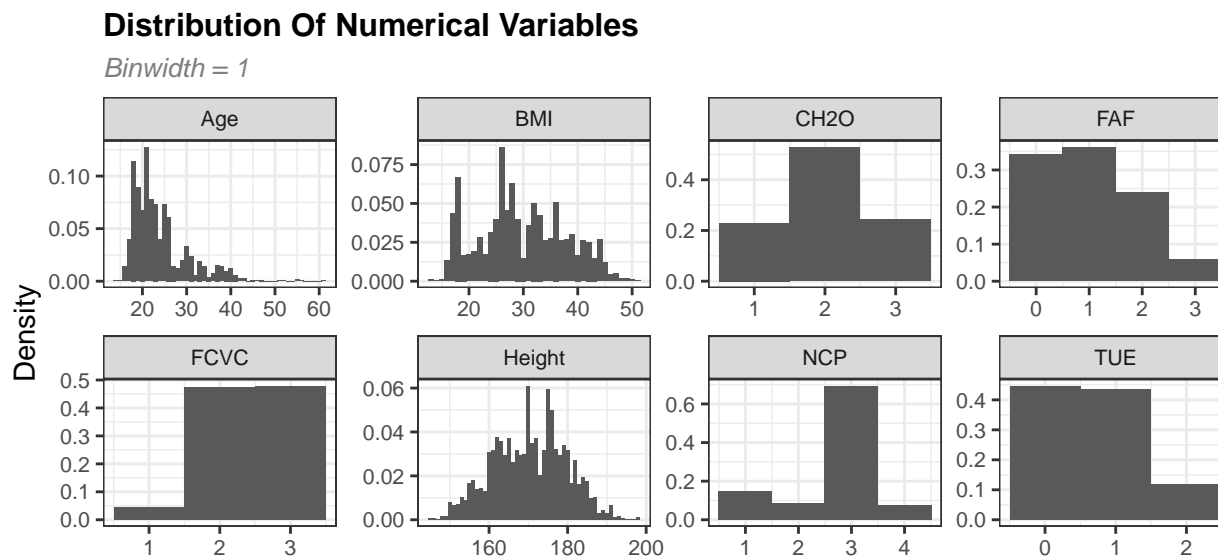 Distribution Of Numerical Variables
Binwidth = 1
Age
BMI
CH2O
FAF
0.10
0.05
0.00
20 30 40 50 60
0.075
0.050
0.025
0.000
20 30 40 50
0.4
0.2
0.0
1 2 3
0.3
0.2
0.1
0.0
0 1 2 3
Density
FCVC
Height
NCP
TUE
0.5
0.4
0.3
0.2
0.1
0.0
1 2 3
0.06
0.04
0.02
0.00
160 180 200
0.6
0.4
0.2
0.0
1 2 3 4
0.4
0.3
0.2
0.1
0.0
0 1 2